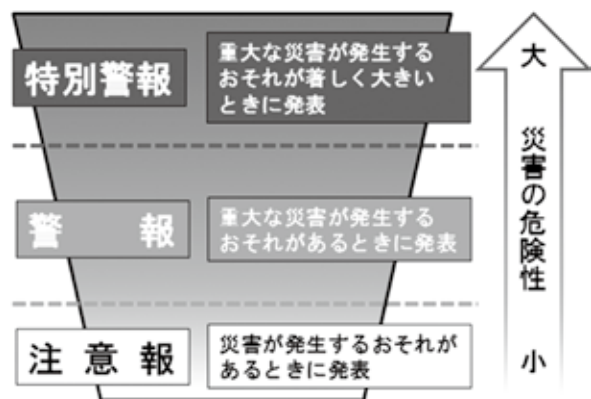 特別警報
重大な災害が発生する
おそれが著しく大きい
ときに発表
警報
重大な災害が発生する
おそれがあるときに発表
注意報
災害が発生するおそれが
あるときに発表
大
災害の危険性
小